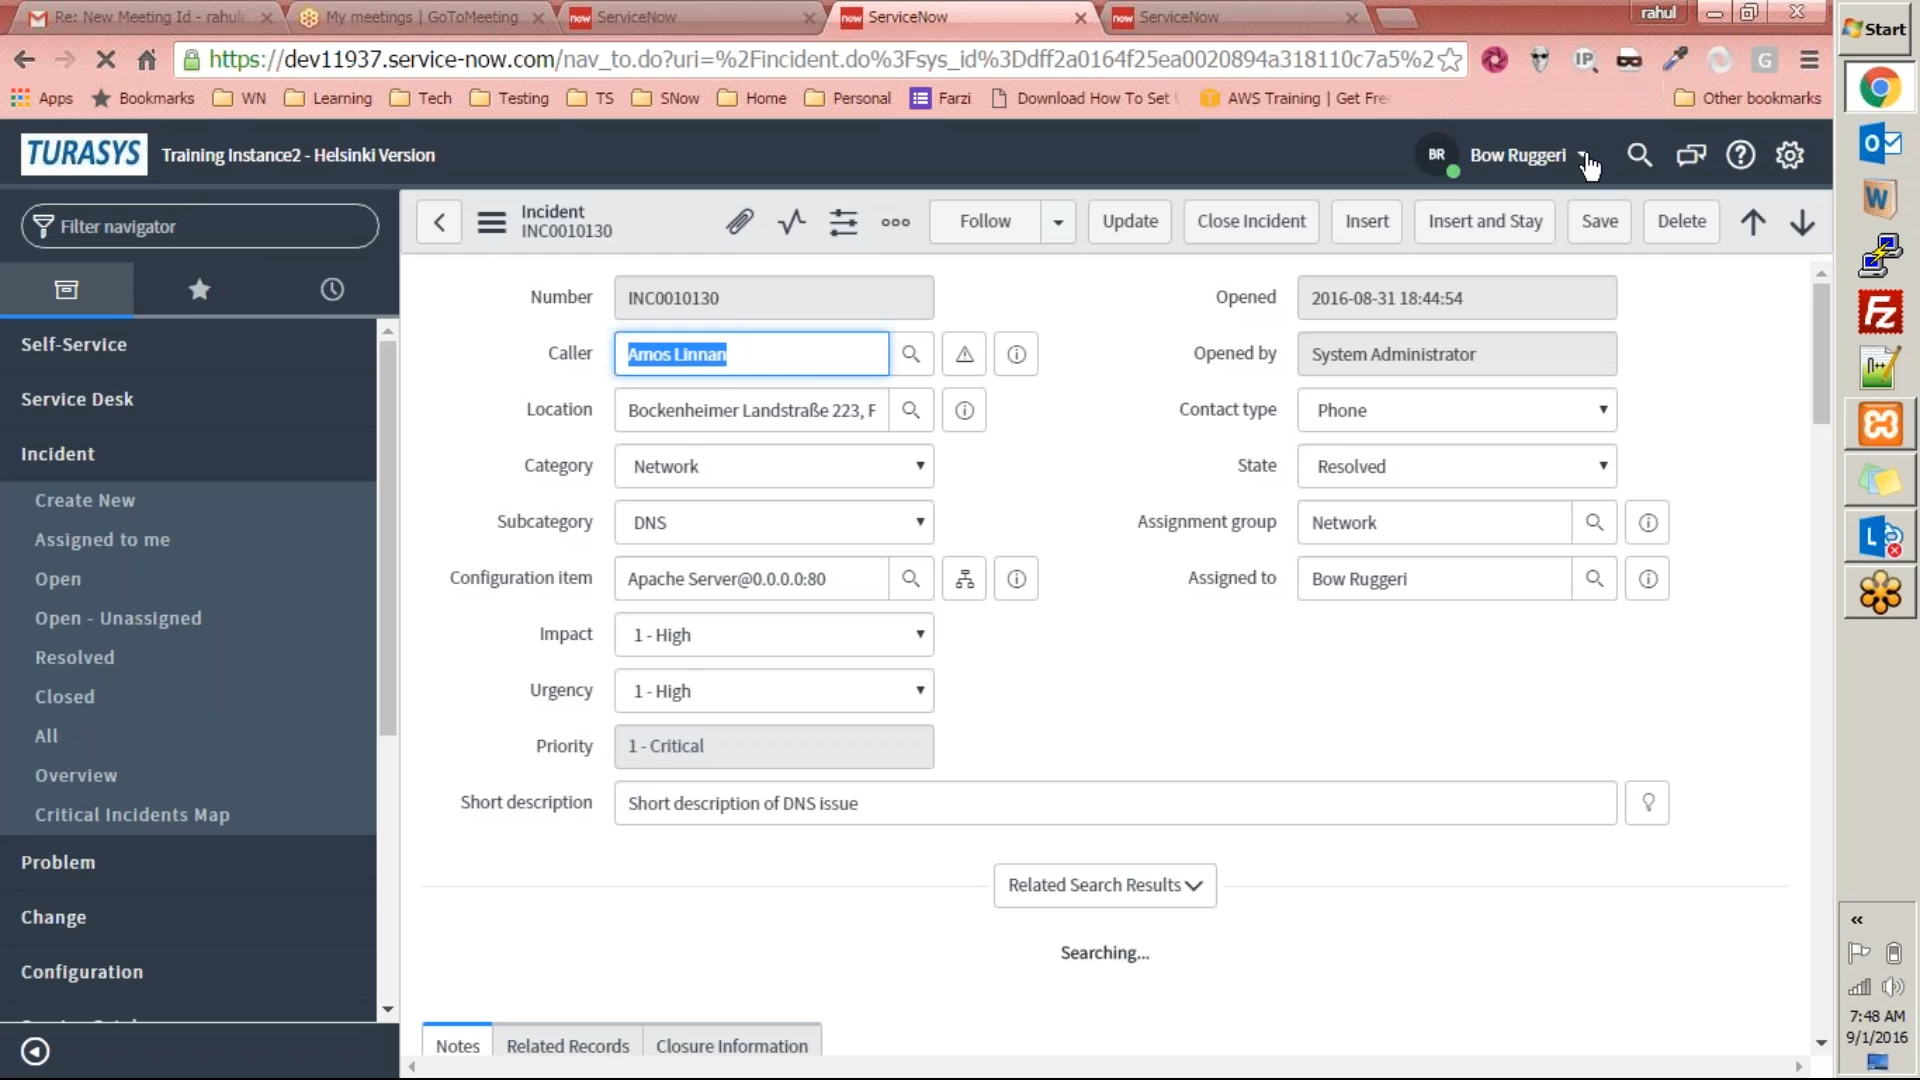 Re: New Meeting Id - rahul
My meetings | GoToMeeting
ServiceNow
ServiceNow
ServiceNow
rahul
Start
https://dev11937.service-now.com/nav_to.do?uri=%2Fincident.do%3Fsys_id%3Ddff2a0164f25ea0020894a318110c7a5%2
Apps
Bookmarks
WN
Learning
Tech
Testing
TS
SNow
Home
Personal
Farzi
Download How To Set
AWS Training | Get Fre
Other bookmarks
TURASYS
Training Instance2 - Helsinki Version
BR
Bow Ruggeri
Filter navigator
Self-Service
Service Desk
Incident
Create New
Assigned to me
Open
Open - Unassigned
Resolved
Closed
All
Overview
Critical Incidents Map
Problem
Change
Configuration
Incident
INC0010130
Follow
Update
Close Incident
Insert
Insert and Stay
Save
Delete
Number INC0010130
Opened 2016-08-31 18:44:54
Caller Amos Linnan
Opened by System Administrator
Location Bockenheimer Landstraße 223, F
Contact type Phone
Category Network
State Resolved
Subcategory DNS
Assignment group Network
Configuration item Apache Server@0.0.0.0:80
Assigned to Bow Ruggeri
Impact 1 - High
Urgency 1 - High
Priority 1 - Critical
Short description Short description of DNS issue
Related Search Results
Searching...
Notes
Related Records
Closure Information
7:48 AM
9/1/2016